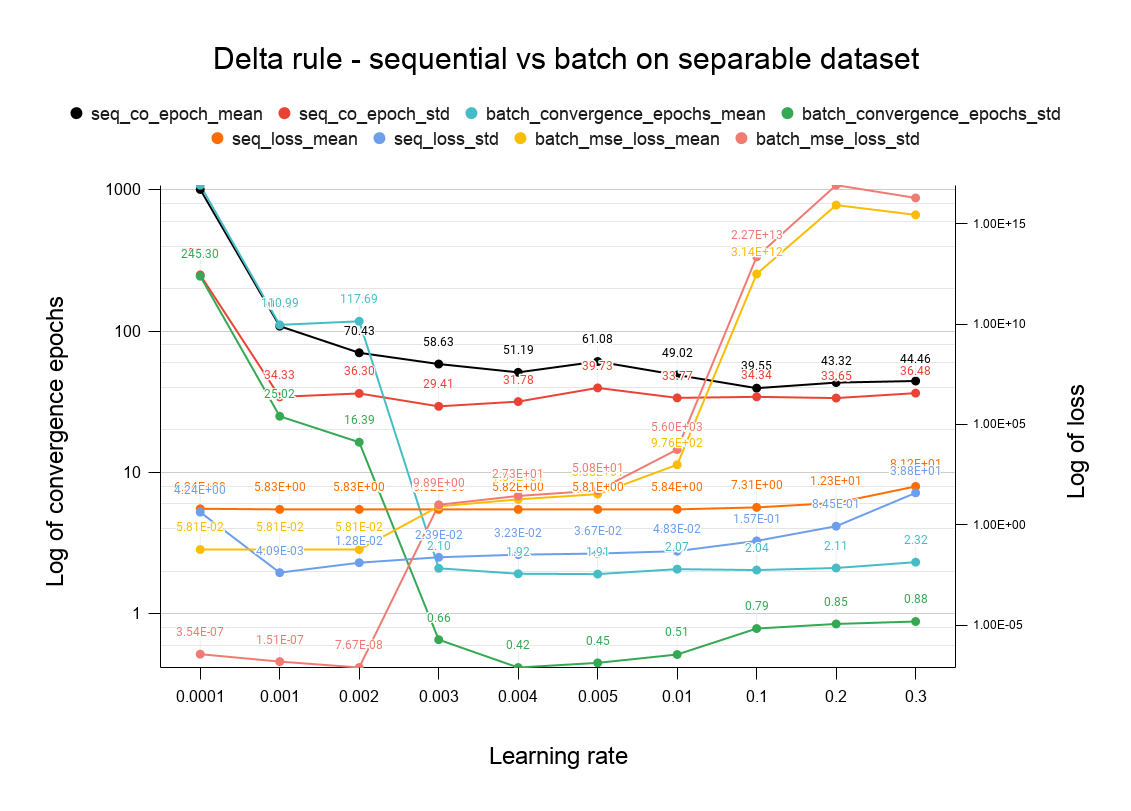 Delta rule - sequential vs batch on separable dataset
seq_co_epoch_mean seq_co_epoch_std batch_convergence_epochs_mean batch_convergence_epochs_std
seq_loss_mean seq_loss_std batch_mse_loss_mean batch_mse_loss_std
Log of convergence epochs
1000
100
10
1
245.30
110.99 117.69
70.43 58.63 51.19 61.08 49.02 39.55 43.32 44.46
34.33 36.30 29.41 31.78 39.73 33.77 34.34 33.65 36.48
25.02 16.39
2.27E+13
3.14E+12
5.60E+03
9.76E+02
9.89E+00 2.73E+01 5.08E+01
5.83E+00 5.83E+00 5.82E+00 5.81E+00 5.84E+00 7.31E+00 1.23E+01 8.12E+01
4.24E+00 4.09E-03 1.28E-02 2.39E-02 3.23E-02 3.67E-02 4.83E-02 1.57E-01 8.45E-01 3.88E+01
5.81E-02 5.81E-02 5.81E-02
2.10 1.92 1.91 2.07 2.04 2.11 2.32
0.66 0.42 0.45 0.51 0.79 0.85 0.88
3.54E-07 1.51E-07 7.67E-08
1.00E+15
1.00E+10
1.00E+05
1.00E+00
1.00E-05
Log of loss
0.0001 0.001 0.002 0.003 0.004 0.005 0.01 0.1 0.2 0.3
Learning rate